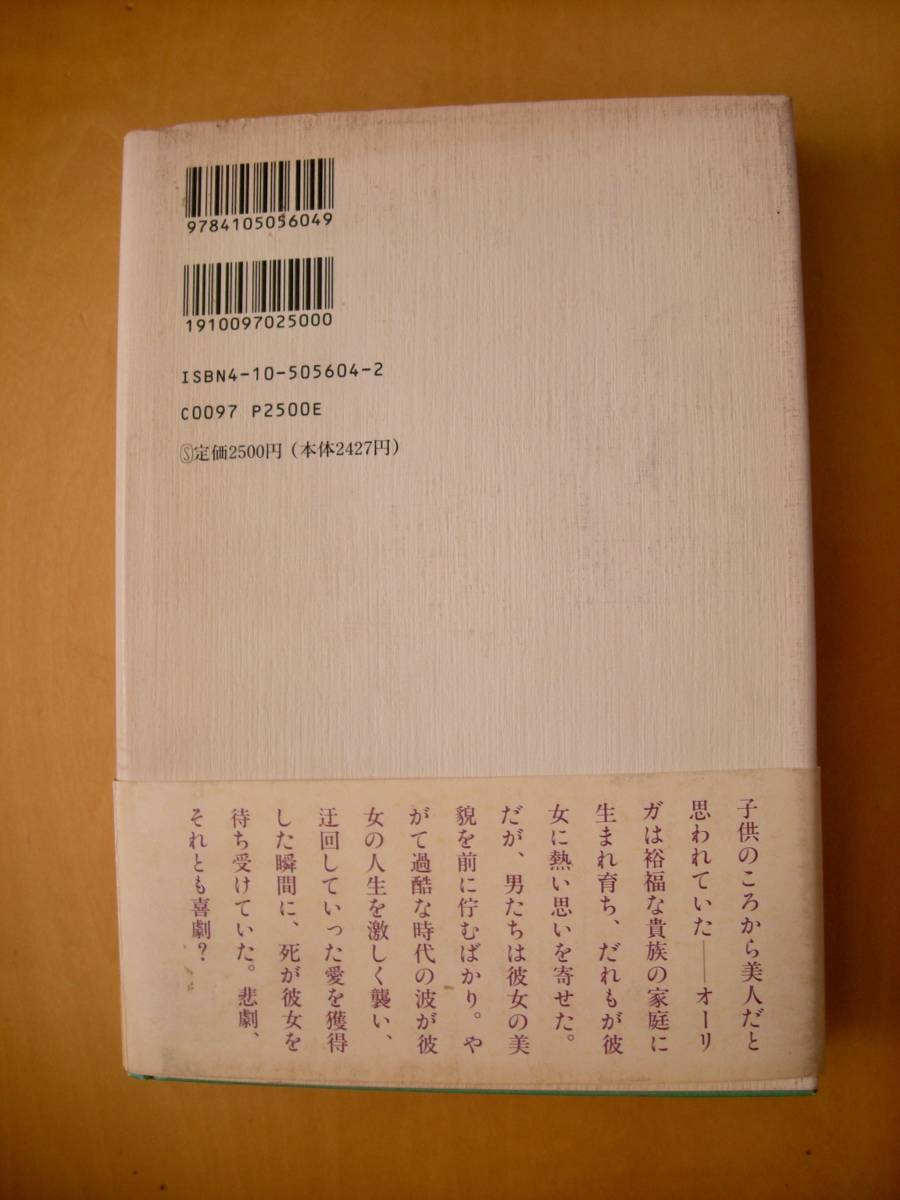 9784105056049
1910097025000
ISBN4-10-505604-2
C0097 P2500E
Ⓢ定価2500円（本体2427円）
子供のころから美人だと
思われていた――オーリ
ガは裕福な貴族の家庭に
生まれ育ち、だれもが彼
女に熱い思いを寄せた。
だが、男たちは彼女の美
貌を前に佇むばかり。や
がて過酷な時代の波が彼
女の人生を激しく襲い、
迂回していった愛を獲得
した瞬間に、死が彼女を
待ち受けていた。悲劇、
それとも喜劇？